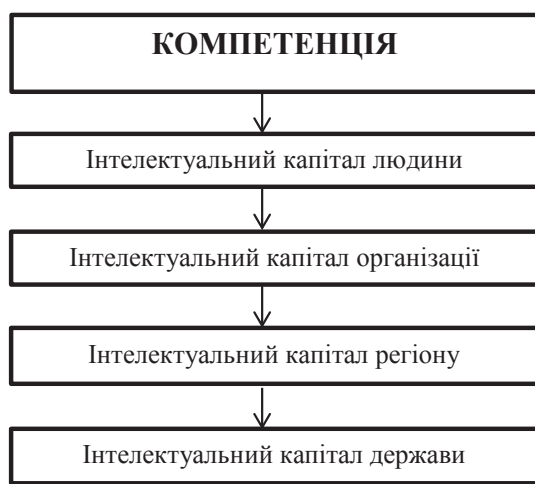 КОМПЕТЕНЦІЯ
Інтелектуальний капітал людини
Інтелектуальний капітал організації
Інтелектуальний капітал регіону
Інтелектуальний капітал держави